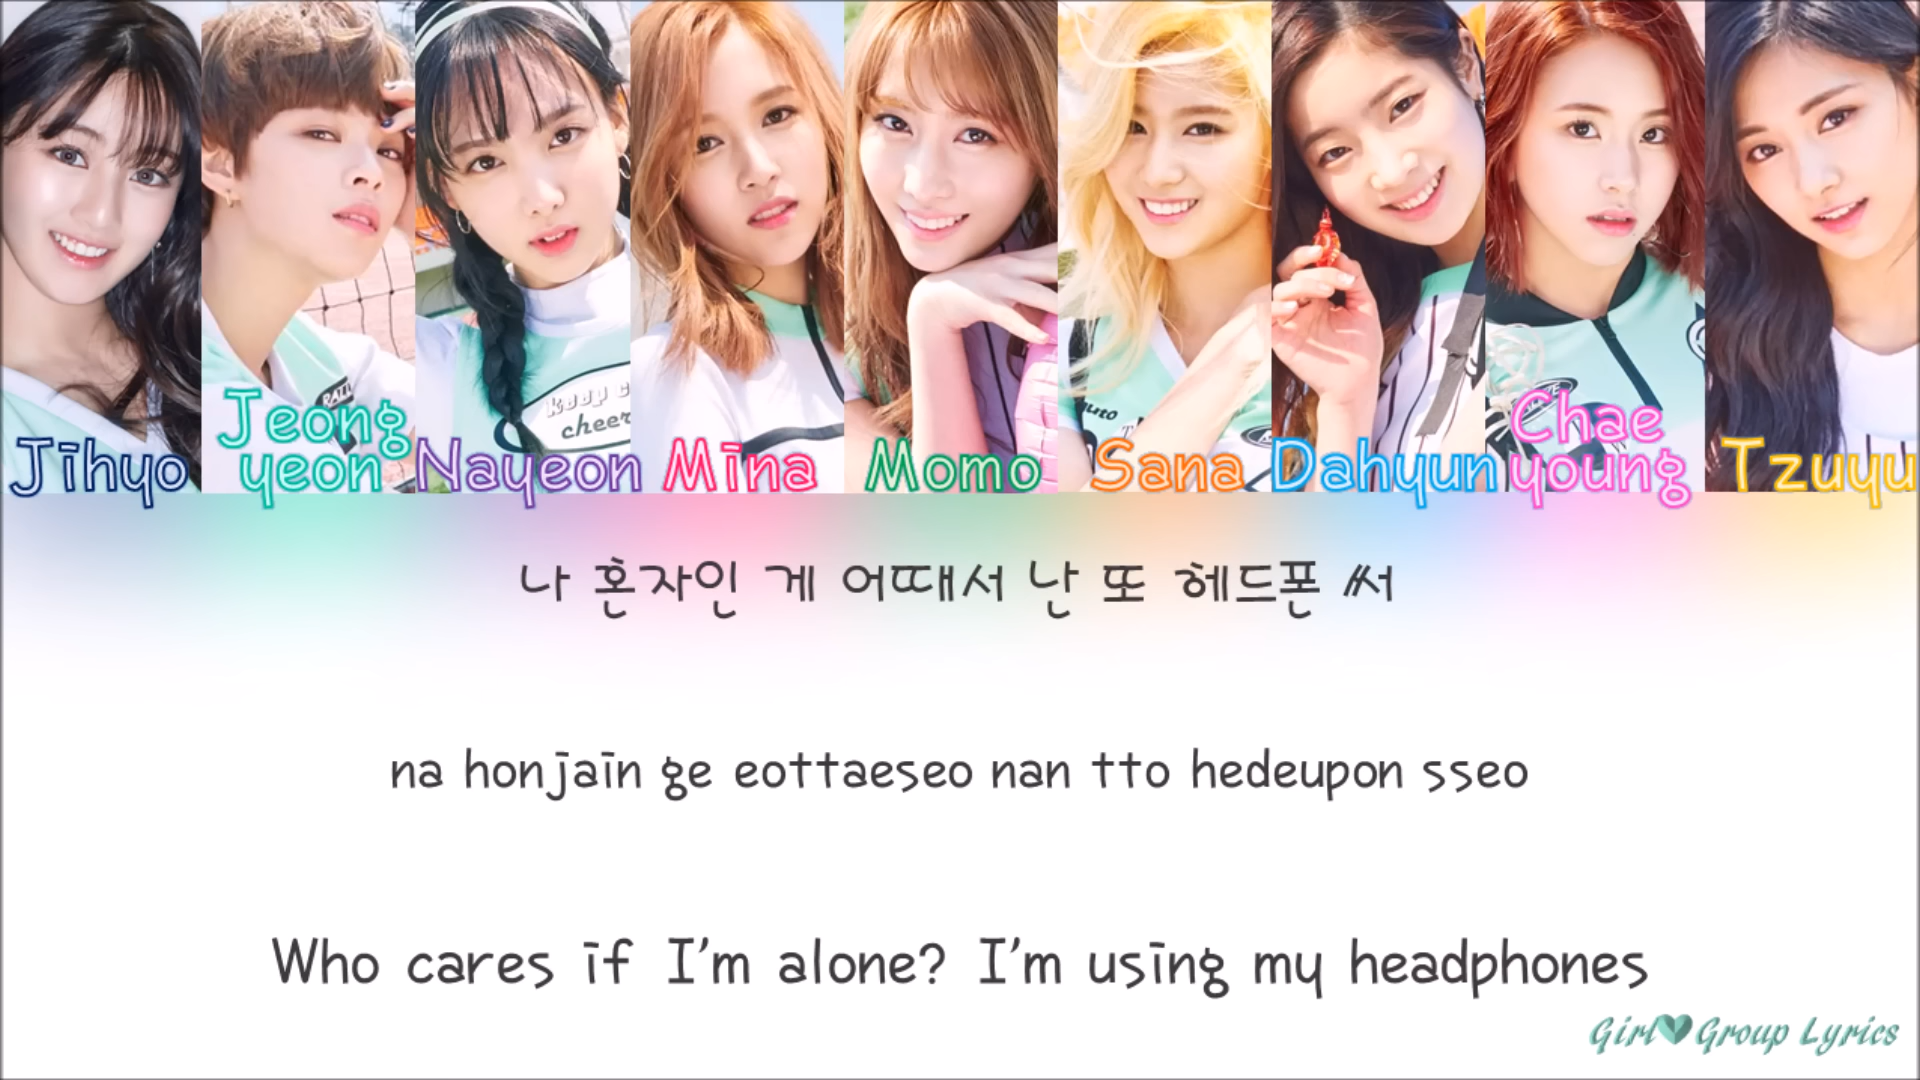 Jihyo
Jeong
yeon
Nayeon
Mina
Momo
Sana
Dahyun
Chae
young
Tzuyu
cheer
나 혼자인 게 어때서 난 또 헤드폰 써
na honjain ge eottaeseo nan tto hedeupon sseo
Who cares if I'm alone? I'm using my headphones
Girl Group Lyrics